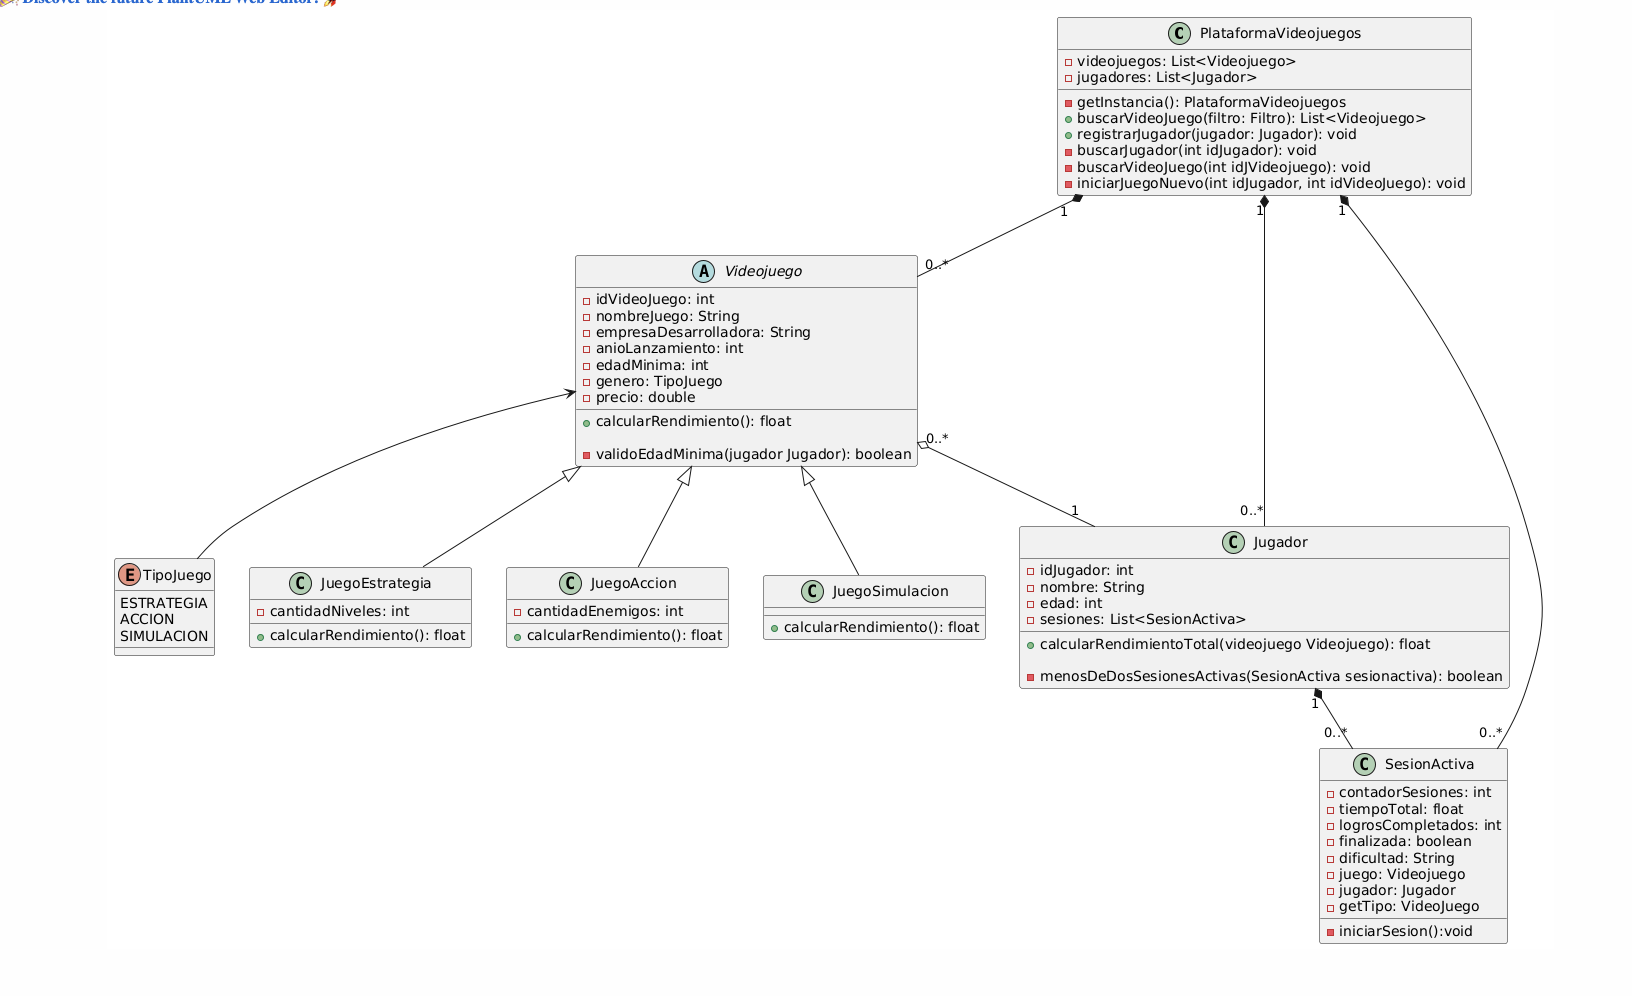 Discover the future PlantUML Web Editor!
C PlataformaVideojuegos
videojuegos: List<Videojuego>
jugadores: List<Jugador>
getInstancia(): PlataformaVideojuegos
buscarVideoJuego(filtro: Filtro): List<Videojuego>
registrarJugador(jugador: Jugador): void
buscarJugador(int idJugador): void
buscarVideoJuego(int idJVideojuego): void
iniciarJuegoNuevo(int idJugador, int idVideoJuego): void
1
1
1
0..*
A Videojuego
idVideoJuego: int
nombreJuego: String
empresaDesarrolladora: String
anioLanzamiento: int
edadMinima: int
genero: TipoJuego
precio: double
calcularRendimiento(): float
validoEdadMinima(jugador Jugador): boolean
0..*
1
0..*
E TipoJuego
ESTRATEGIA
ACCION
SIMULACION
C JuegoEstrategia
cantidadNiveles: int
calcularRendimiento(): float
C JuegoAccion
cantidadEnemigos: int
calcularRendimiento(): float
C JuegoSimulacion
calcularRendimiento(): float
C Jugador
idJugador: int
nombre: String
edad: int
sesiones: List<SesionActiva>
calcularRendimientoTotal(videojuego Videojuego): float
menosDeDosSesionesActivas(SesionActiva sesionactiva): boolean
1
0..*
0..*
C SesionActiva
contadorSesiones: int
tiempoTotal: float
logrosCompletados: int
finalizada: boolean
dificultad: String
juego: Videojuego
jugador: Jugador
getTipo: VideoJuego
iniciarSesion():void